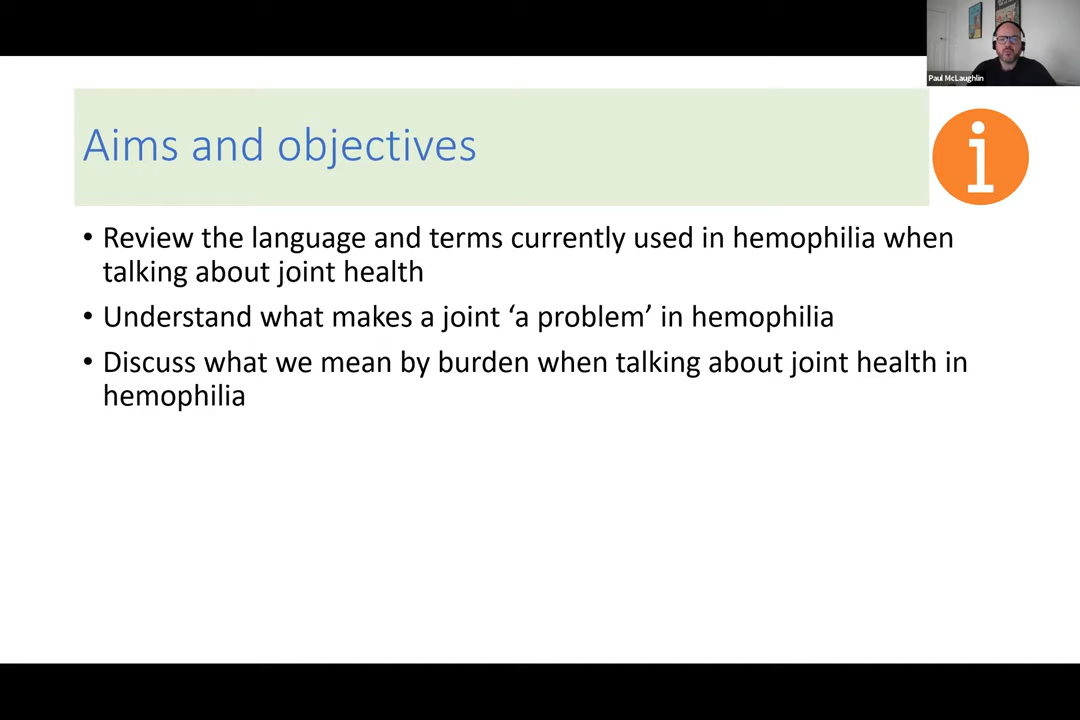 Paul McLaughlin
Aims and objectives
i
• Review the language and terms currently used in hemophilia when
talking about joint health
• Understand what makes a joint ‘a problem’ in hemophilia
• Discuss what we mean by burden when talking about joint health in
hemophilia